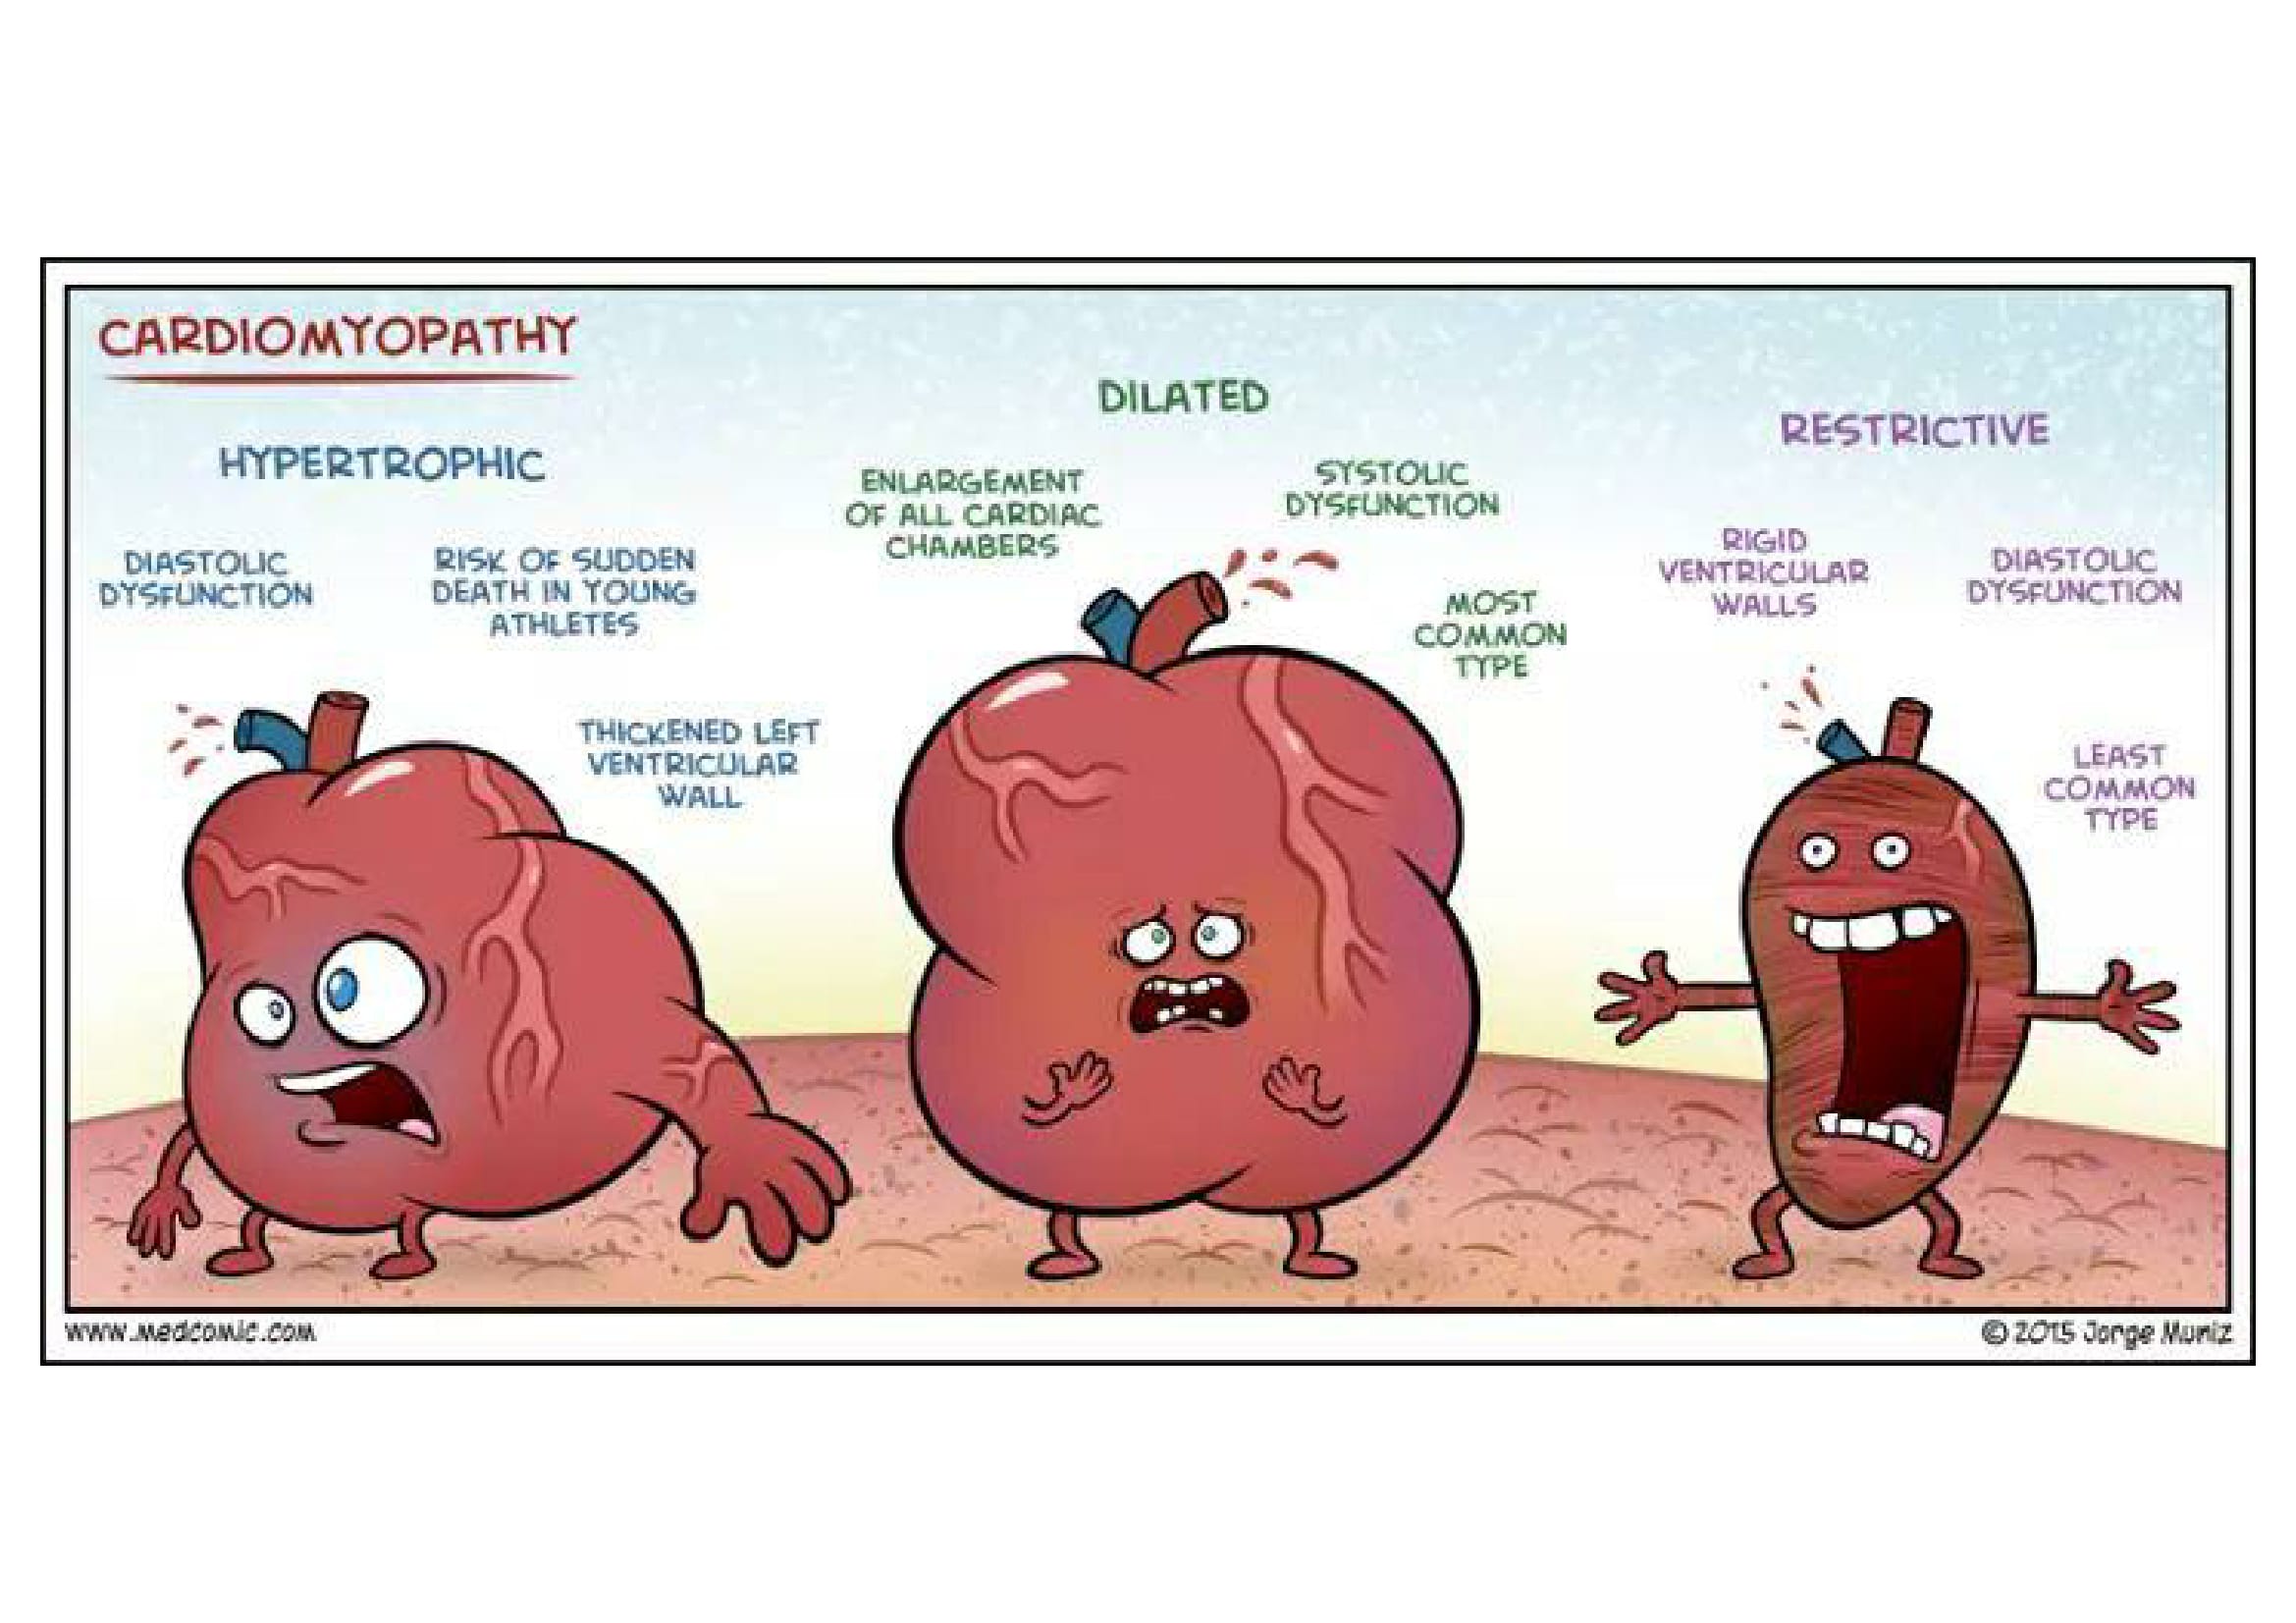 CARDIOMYOPATHY
HYPERTROPHIC
DIASTOLIC
DYSFUNCTION
RISK OF SUDDEN
DEATH IN YOUNG
ATHLETES
THICKENED LEFT
VENTRICULAR
WALL
DILATED
ENLARGEMENT
OF ALL CARDIAC
CHAMBERS
SYSTOLIC
DYSFUNCTION
MOST
COMMON
TYPE
RESTRICTIVE
RIGID
VENTRICULAR
WALLS
DIASTOLIC
DYSFUNCTION
LEAST
COMMON
TYPE
www.medcomic.com
© 2015 Jorge Muniz